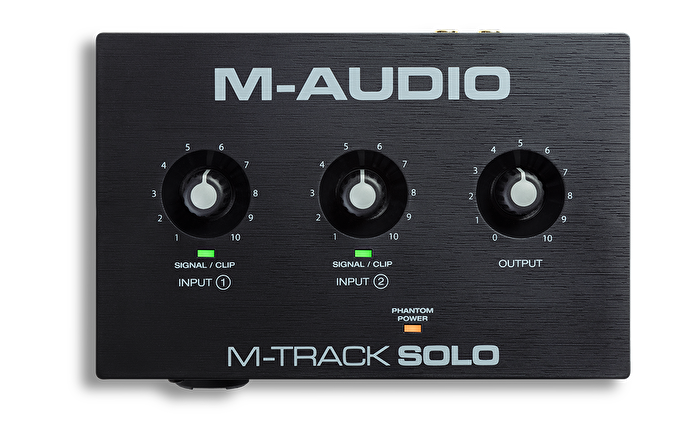 M-AUDIO
1 2 3 4 5 6 7 8 9 10
SIGNAL / CLIP
INPUT 1
1 2 3 4 5 6 7 8 9 10
SIGNAL / CLIP
INPUT 2
0 1 2 3 4 5 6 7 8 9 10
OUTPUT
PHANTOM
POWER
M-TRACK SOLO